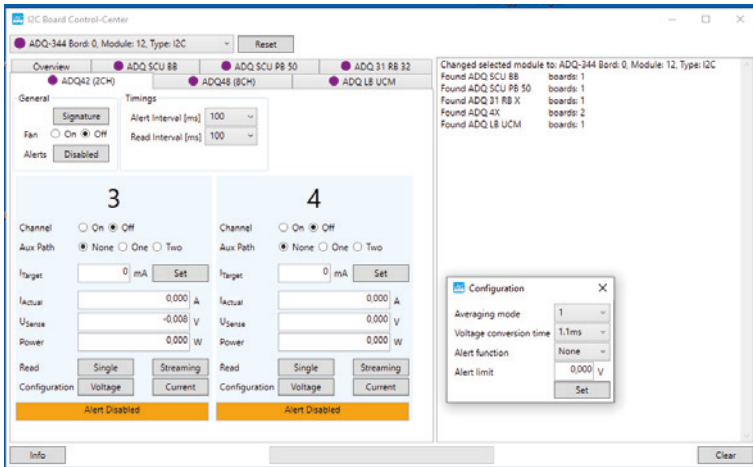 I2C Board Control-Center
ADQ-344 Bord: 0, Module: 12, Type: I2C
Reset
Overview
ADQ SCU BB
ADQ SCU PB 50
ADQ 31 RB 32
ADQ42 (2CH)
ADQ48 (8CH)
ADQ LB UCM
General
Timings
Signature
Alert Interval [ms] 100
Fan On Off
Read Interval [ms] 100
Alerts Disabled
3
Channel On Off
Aux Path None One Two
ITarget 0 mA Set
IActual 0,000 A
USense -0,008 V
Power 0,000 W
Read Single Streaming
Configuration Voltage Current
Alert Disabled
4
Channel On Off
Aux Path None One Two
ITarget 0 mA Set
IActual 0,000 A
USense 0,000 V
Power 0,000 W
Read Single Streaming
Configuration Voltage Current
Alert Disabled
Changed selected module to: ADQ-344 Bord: 0, Module: 12, Type: I2C
Found ADQ SCU BB boards: 1
Found ADQ SCU PB 50 boards: 1
Found ADQ 31 RB X boards: 1
Found ADQ 4X boards: 2
Found ADQ LB UCM boards: 1
Configuration
Averaging mode 1
Voltage conversion time 1.1ms
Alert function None
Alert limit 0,000 V
Set
Info
Clear